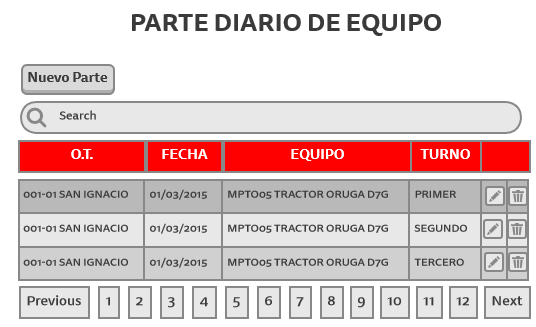 PARTE DIARIO DE EQUIPO
Nuevo Parte
Search
O.T. FECHA EQUIPO TURNO
001-01 SAN IGNACIO 01/03/2015 MPTO05 TRACTOR ORUGA D7G PRIMER
001-01 SAN IGNACIO 01/03/2015 MPTO05 TRACTOR ORUGA D7G SEGUNDO
001-01 SAN IGNACIO 01/03/2015 MPTO05 TRACTOR ORUGA D7G TERCERO
Previous 1 2 3 4 5 6 7 8 9 10 11 12 Next